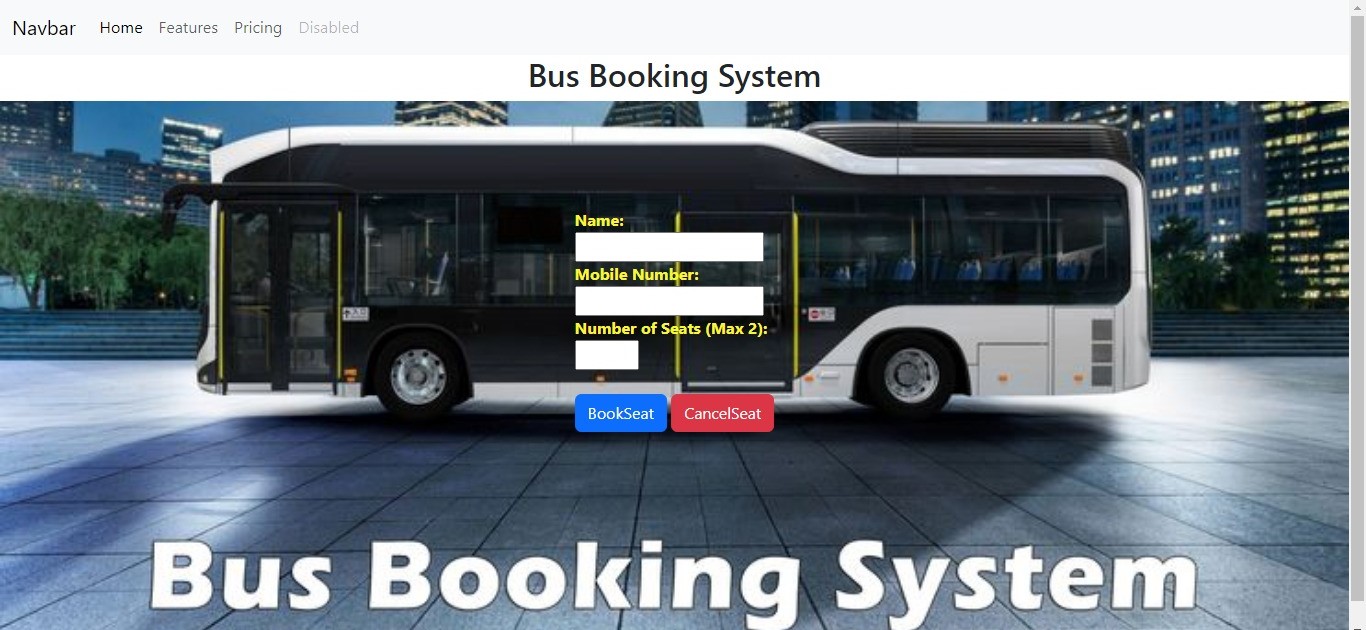 Navbar Home Features Pricing Disabled
Bus Booking System
Name:
Mobile Number:
Number of Seats (Max 2):
BookSeat CancelSeat
Bus Booking System